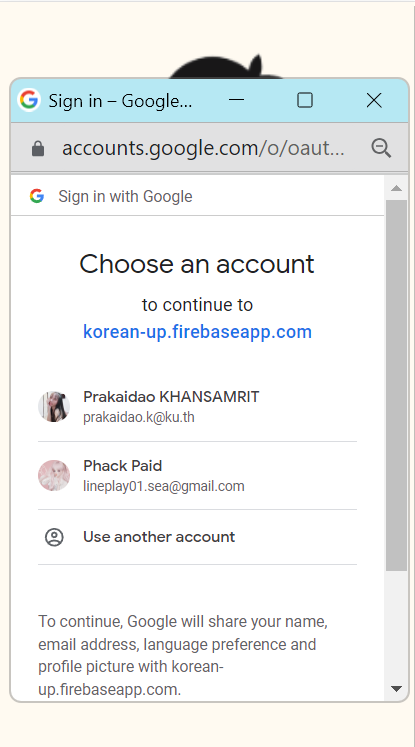 Sign in – Google...
accounts.google.com/o/oaut...
Sign in with Google
Choose an account
to continue to
korean-up.firebaseapp.com
Prakaidao KHANSAMRIT
prakaidao.k@ku.th
Phack Paid
lineplay01.sea@gmail.com
Use another account
To continue, Google will share your name,
email address, language preference and
profile picture with korean-
up.firebaseapp.com.